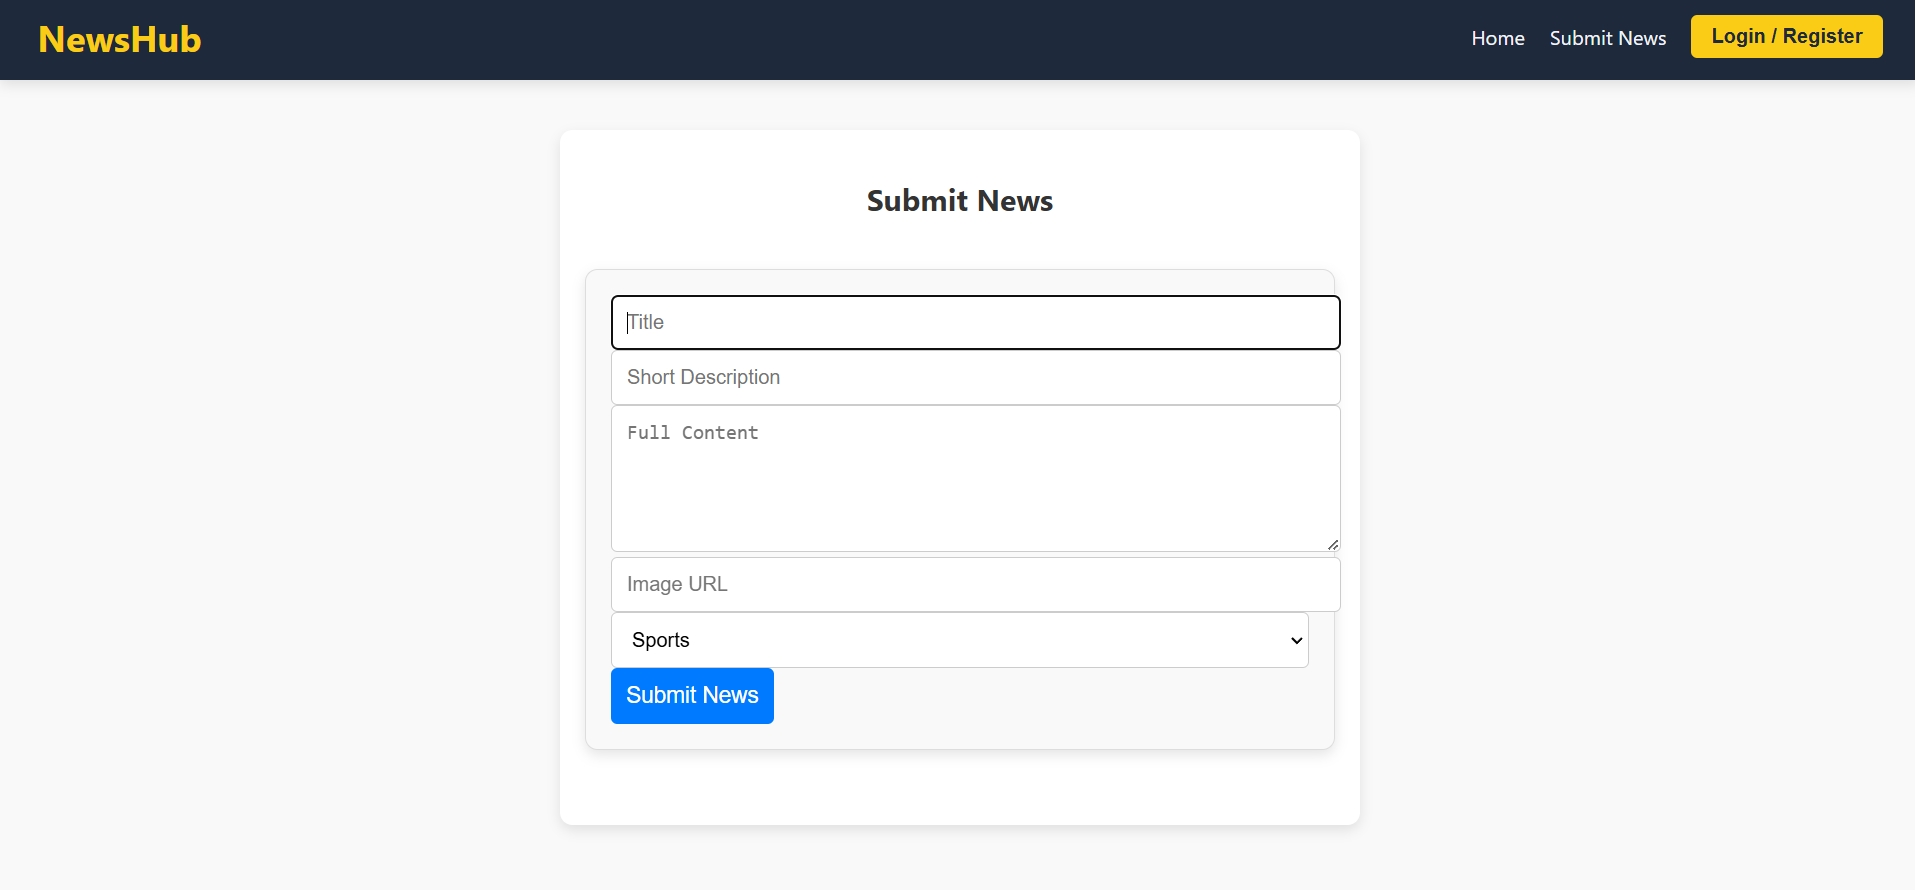 NewsHub
Home
Submit News
Login / Register
Submit News
Title
Short Description
Full Content
Image URL
Sports
Submit News